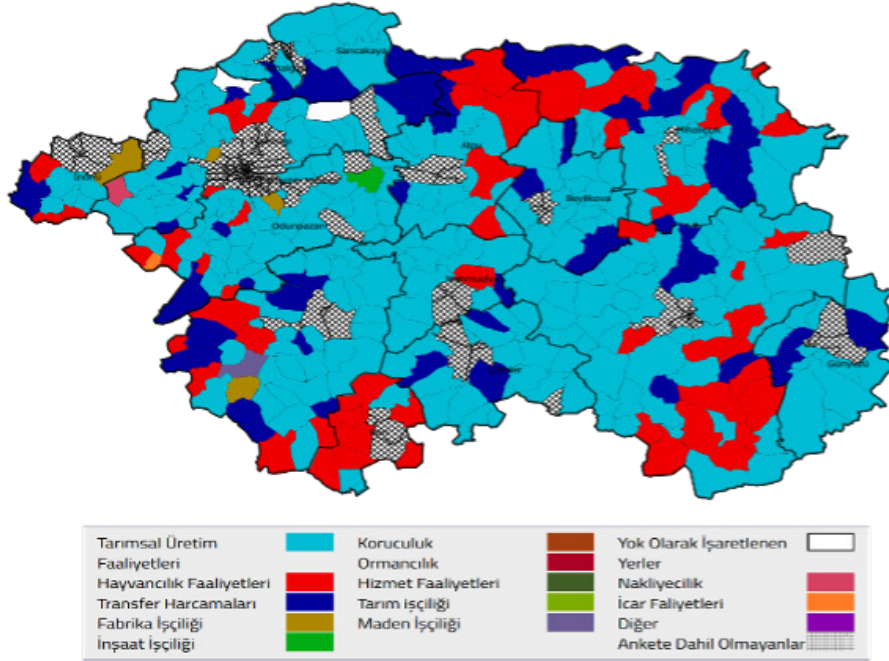 Sarıcakaya
Mihalıççık
Alpu
İnönü
Beylikova
Odunpazarı
Günyüzü
Tarımsal Üretim
Faaliyetleri
Hayvancılık Faaliyetleri
Transfer Harcamaları
Fabrika İşçiliği
İnşaat İşçiliği
Koruculuk
Ormancılık
Hizmet Faaliyetleri
Tarım işçiliği
Maden İşçiliği
Yok Olarak İşaretlenen
Yerler
Nakliyecilik
İcar Faliyetleri
Diğer
Ankete Dahil Olmayanlar